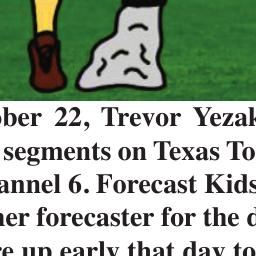 ber 22, Trevor Yezak
segments on Texas To
annel 6. Forecast Kids
her forecaster for the d
re up early that day to